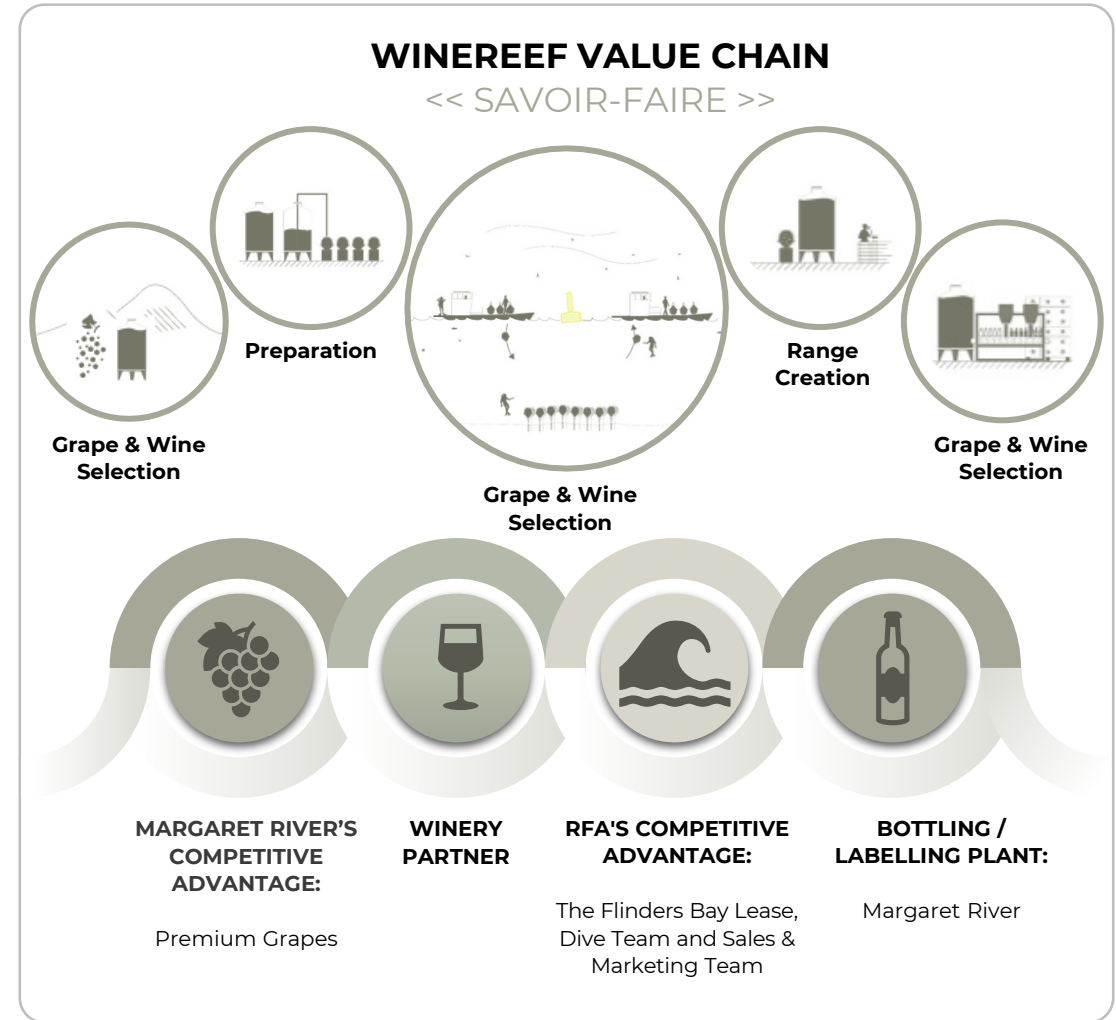 WINEREEF VALUE CHAIN
<< SAVOIR-FAIRE >>
Grape & Wine
Selection
Preparation
Grape & Wine
Selection
Range
Creation
Grape & Wine
Selection
MARGARET RIVER’S
COMPETITIVE
ADVANTAGE:
Premium Grapes
WINERY
PARTNER
RFA'S COMPETITIVE
ADVANTAGE:
The Flinders Bay Lease,
Dive Team and Sales &
Marketing Team
BOTTLING /
LABELLING PLANT:
Margaret River